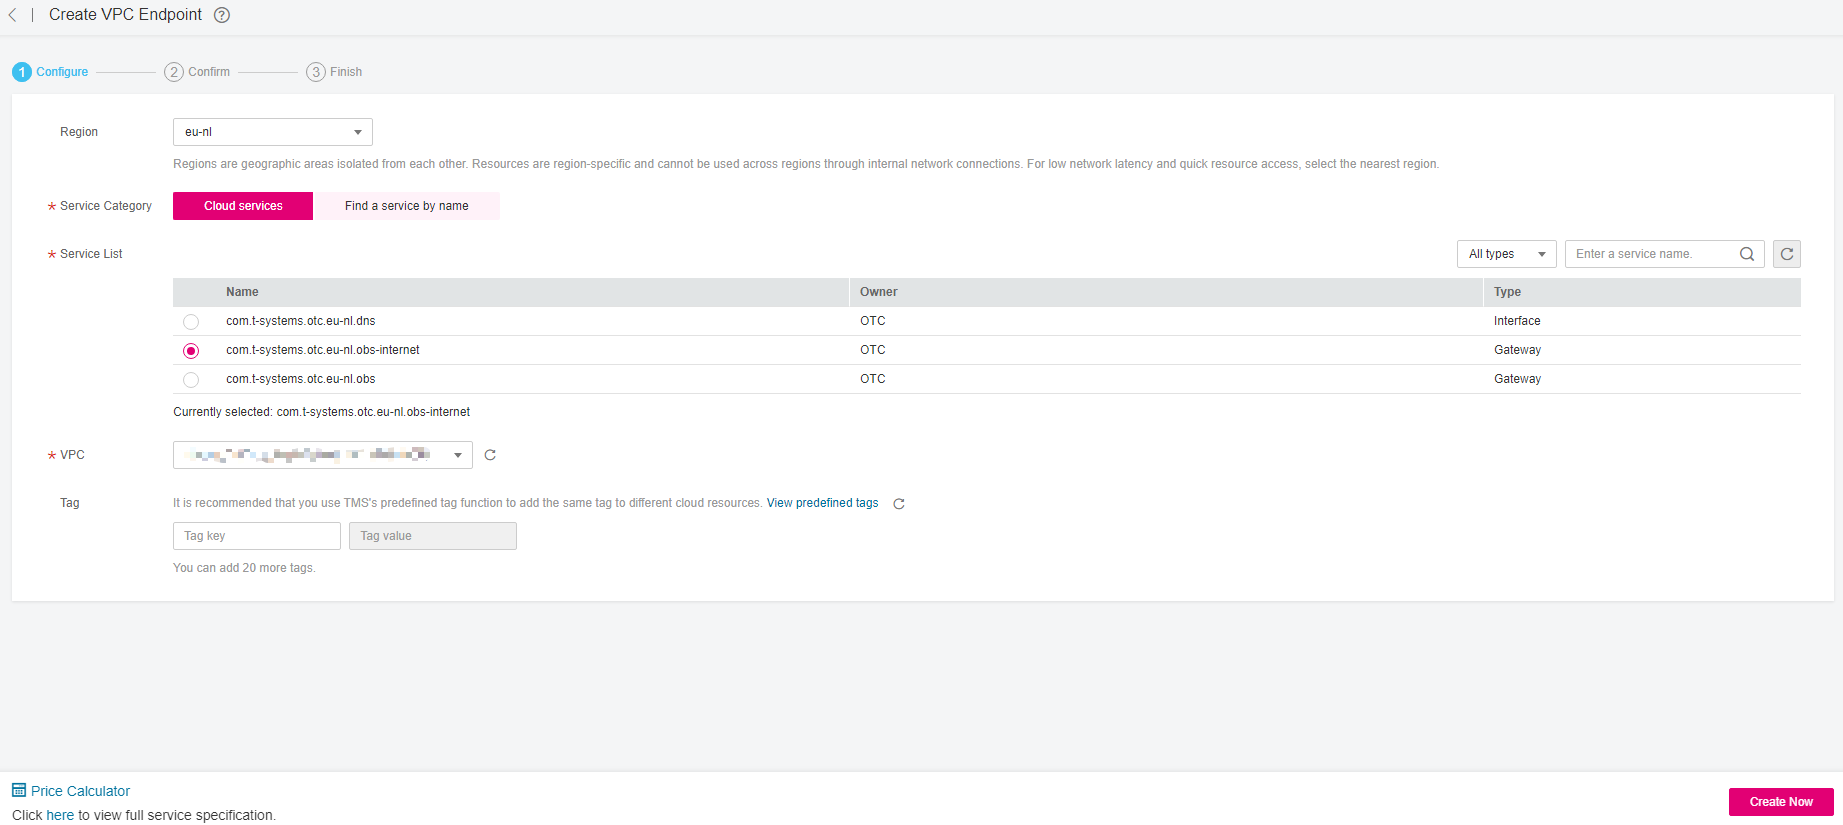 Create VPC Endpoint ?
1 Configure 2 Confirm 3 Finish
Region eu-nl
Regions are geographic areas isolated from each other. Resources are region-specific and cannot be used across regions through internal network connections. For low network latency and quick resource access, select the nearest region.
* Service Category Cloud services Find a service by name
* Service List All types Enter a service name.
Name Owner Type
com.t-systems.otc.eu-nl.dns OTC Interface
com.t-systems.otc.eu-nl.obs-internet OTC Gateway
com.t-systems.otc.eu-nl.obs OTC Gateway
Currently selected: com.t-systems.otc.eu-nl.obs-internet
* VPC
Tag It is recommended that you use TMS's predefined tag function to add the same tag to different cloud resources. View predefined tags
Tag key Tag value
You can add 20 more tags.
Price Calculator
Click here to view full service specification.
Create Now